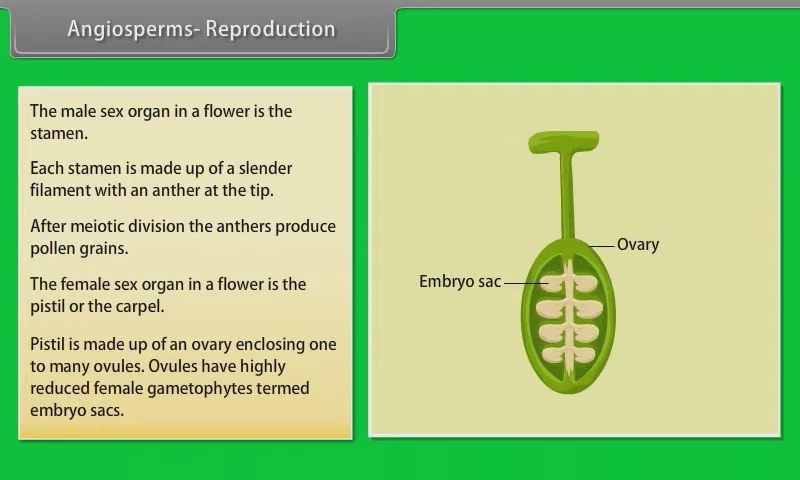 Angiosperms- Reproduction
The male sex organ in a flower is the
stamen.
Each stamen is made up of a slender
filament with an anther at the tip.
After meiotic division the anthers produce
pollen grains.
The female sex organ in a flower is the
pistil or the carpel.
Pistil is made up of an ovary enclosing one
to many ovules. Ovules have highly
reduced female gametophytes termed
embryo sacs.
Ovary
Embryo sac